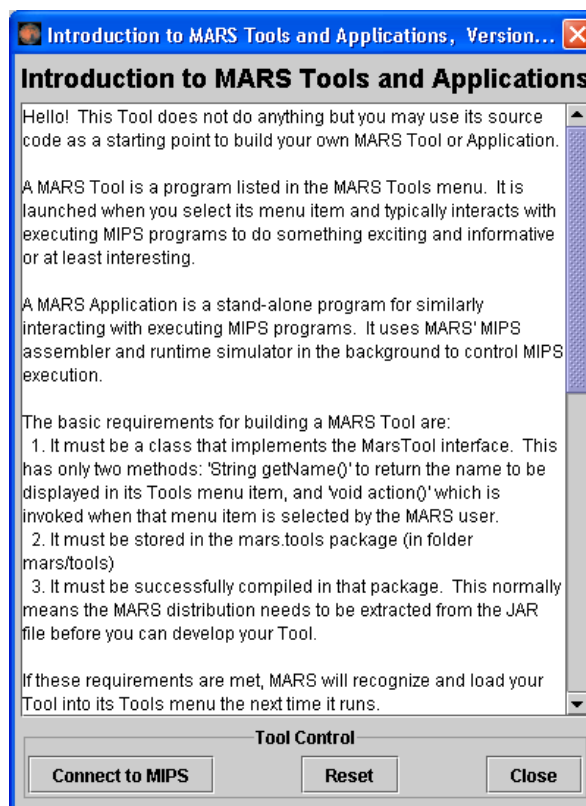 Introduction to MARS Tools and Applications, Version...
Introduction to MARS Tools and Applications
Hello! This Tool does not do anything but you may use its source
code as a starting point to build your own MARS Tool or Application.
A MARS Tool is a program listed in the MARS Tools menu. It is
launched when you select its menu item and typically interacts with
executing MIPS programs to do something exciting and informative
or at least interesting.
A MARS Application is a stand-alone program for similarly
interacting with executing MIPS programs. It uses MARS' MIPS
assembler and runtime simulator in the background to control MIPS
execution.
The basic requirements for building a MARS Tool are:
1. It must be a class that implements the MarsTool interface. This
has only two methods: 'String getName()' to return the name to be
displayed in its Tools menu item, and 'void action()' which is
invoked when that menu item is selected by the MARS user.
2. It must be stored in the mars.tools package (in folder
mars/tools)
3. It must be successfully compiled in that package. This normally
means the MARS distribution needs to be extracted from the JAR
file before you can develop your Tool.
If these requirements are met, MARS will recognize and load your
Tool into its Tools menu the next time it runs.
Tool Control
Connect to MIPS
Reset
Close